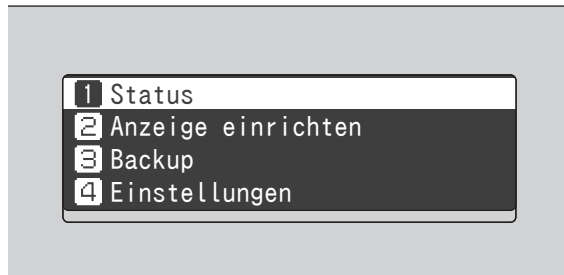 1 Status
2 Anzeige einrichten
3 Backup
4 Einstellungen